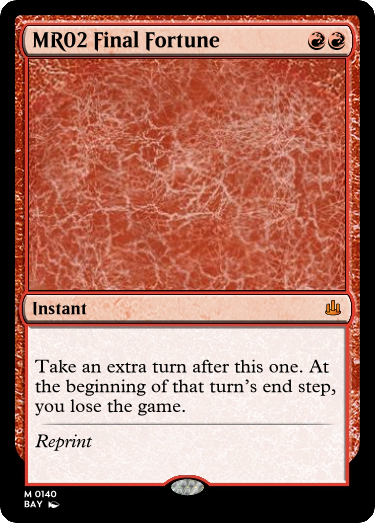 MR02 Final Fortune
Instant
Take an extra turn after this one. At
the beginning of that turn's end step,
you lose the game.
Reprint
M 0140
BAY